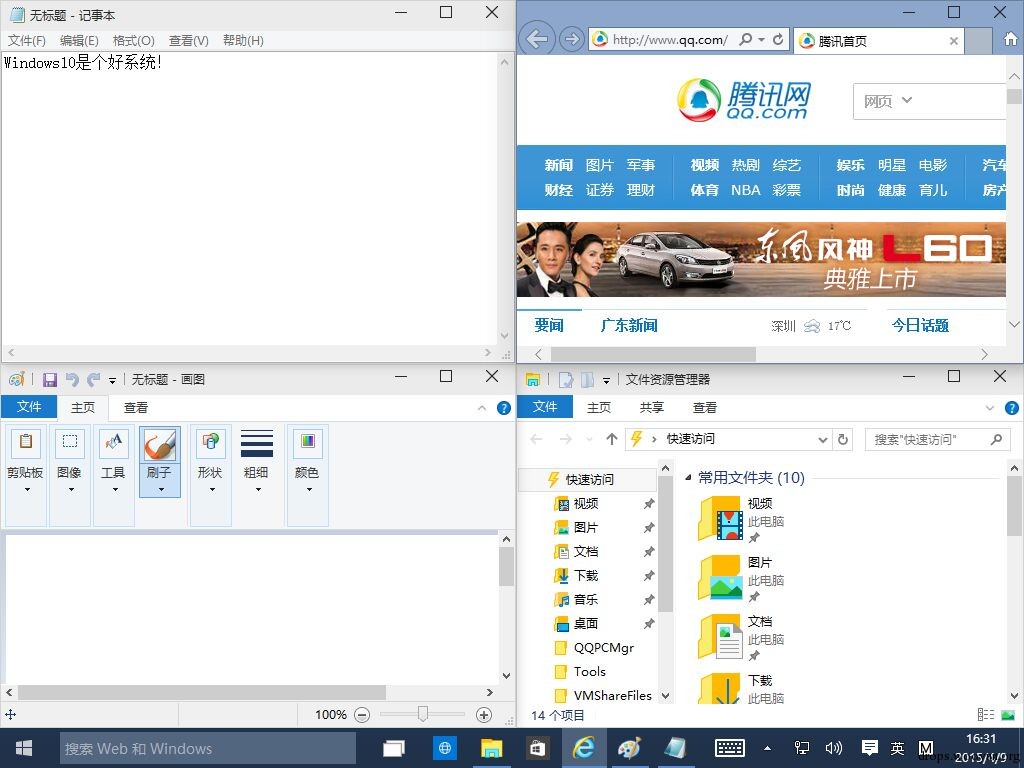 无标题 - 记事本
文件(F) 编辑(E) 格式(O) 查看(V) 帮助(H)
Windows10是个好系统!
http://www.qq.com/
腾讯首页
腾讯网
QQ.com
网页
新闻 图片 军事 视频 热剧 综艺 娱乐 明星 电影 汽车
财经 证券 理财 体育 NBA 彩票 时尚 健康 育儿 房产
东风风神 L60
典雅上市
要闻 广东新闻 深圳 17℃ 今日话题
无标题 - 画图
文件 主页 查看
剪贴板 图像 工具 刷子 形状 粗细 颜色
100%
文件资源管理器
文件 主页 共享 查看
快速访问
搜索"快速访问"
快速访问
视频
图片
文档
下载
音乐
桌面
QQPCMgr
Tools
VMShareFiles
常用文件夹 (10)
视频
此电脑
图片
此电脑
文档
此电脑
下载
此电脑
14 个项目
搜索 Web 和 Windows
英
M
16:31
2015/4/9